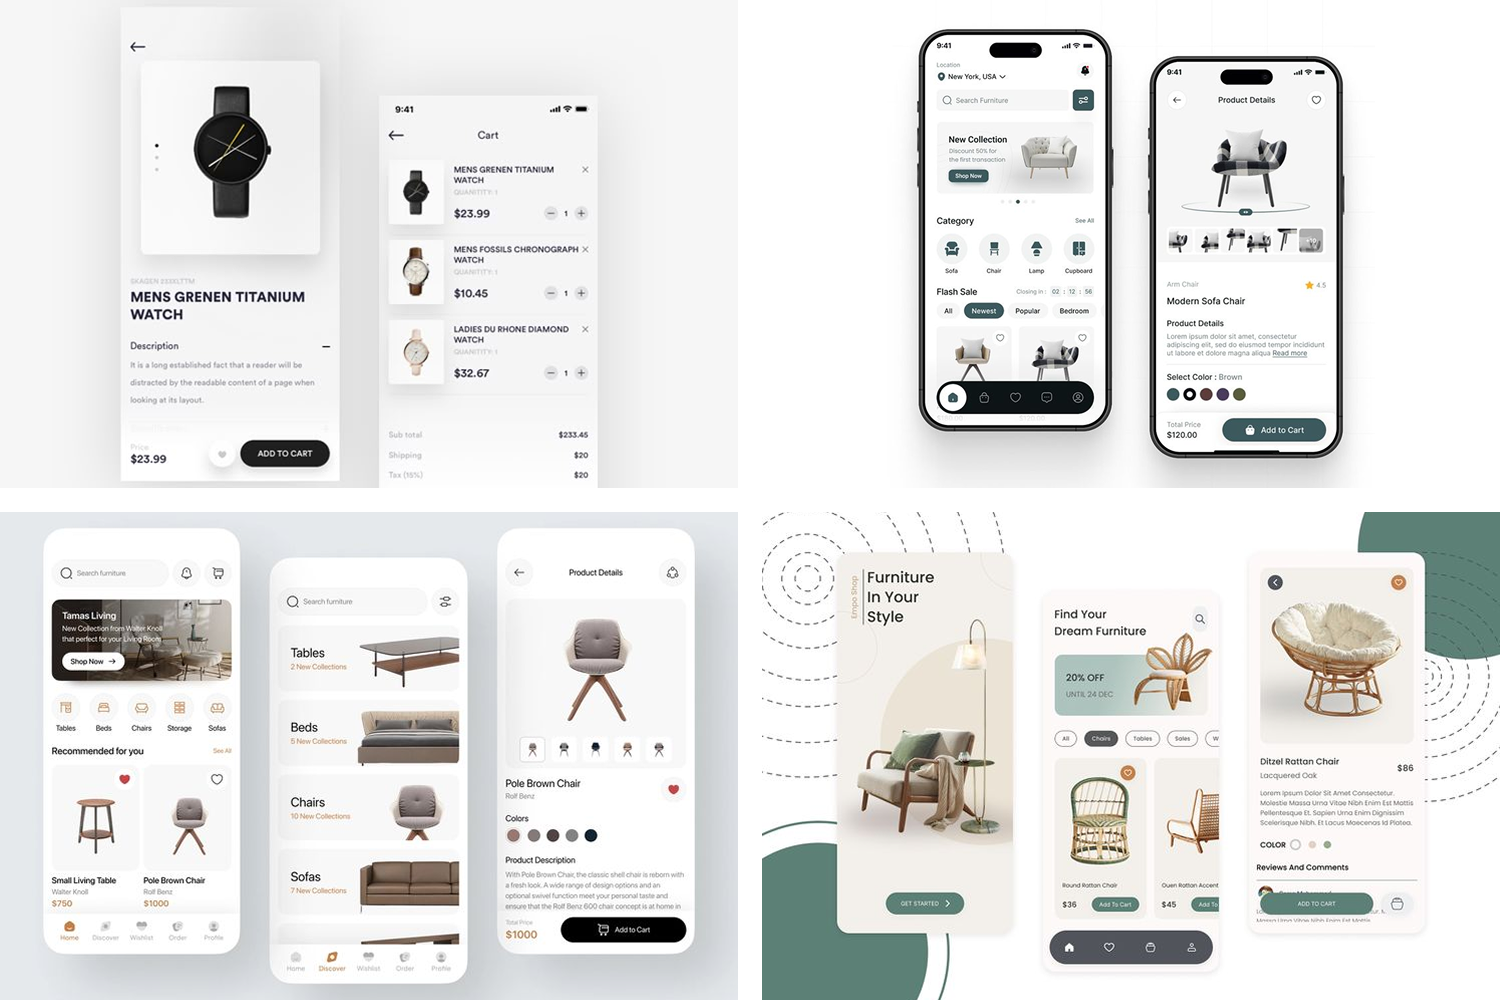 SKAGEN
MENS GRENEN TITANIUM
WATCH
Description
It is a long established fact that a reader will be
distracted by the readable content of a page when
looking at its layout.
Price
$23.99
ADD TO CART
9:41
Cart
MENS GRENEN TITANIUM
WATCH
QUANITITY: 1
$23.99
1
MENS FOSSILS CHRONOGRAPH
WATCH
QUANITITY: 1
$10.45
1
LADIES DU RHONE DIAMOND
WATCH
QUANITITY: 1
$32.67
1
Sub total
$233.45
Shipping
$20
Tax (16%)
$20
9:41
Location
New York, USA
Search Furniture
New Collection
Discount 50% for
the first transaction
Shop Now
Category
See All
Sofa
Chair
Lamp
Cupboard
Flash Sale
Closing in : 02 : 12 : 56
All
Newest
Popular
Bedroom
9:41
Product Details
+10
Arm Chair
4.5
Modern Sofa Chair
Product Details
Lorem ipsum dolor sit amet, consectetur
adipiscing elit, sed do eiusmod tempor incididunt
ut labore et dolore magna aliqua Read more
Select Color : Brown
Total Price
$120.00
Add to Cart
Search furniture
Tamas Living
New Collection from Walter Knoll
that perfect for your Living Room
Shop Now
Tables
Beds
Chairs
Storage
Sofas
Recommended for you
See All
Small Living Table
Walter Knoll
$750
Pole Brown Chair
Rolf Benz
$1000
Home
Discover
Wishlist
Order
Profile
Search furniture
Tables
2 New Collections
Beds
5 New Collections
Chairs
10 New Collections
Sofas
7 New Collections
Home
Discover
Wishlist
Order
Profile
Product Details
Pole Brown Chair
Rolf Benz
Colors
Product Description
With Pole Brown Chair, the classic shell chair is reborn with
a fresh look. A wide range of design options and an
optional swivel function meet your personal taste and
ensure that the Rolf Benz 600 chair concept is at home in
Total Price
$1000
Add to Cart
Empo Shop
Furniture
In Your
Style
GET STARTED
Find Your
Dream Furniture
20% OFF
UNTIL 24 DEC
All
Chairs
Tables
Sales
W
Round Rattan Chair
$36
Add To Cart
Ouen Rattan Accent
$45
Add To
Ditzel Rattan Chair
$86
Lacquered Oak
Lorem Ipsum Dolor Sit Amet Consectetur.
Molestie Massa Urna Vitae Nibh Enim Est Mattis
Pellentesque Et. Sapien Urna Enim Dignissim
Scelerisque Nibh. Et Lacus Maecenas Id Platea.
COLOR
Reviews And Comments
ADD TO CART
Massa Urna Vitae Nibh Enim Est Mattis